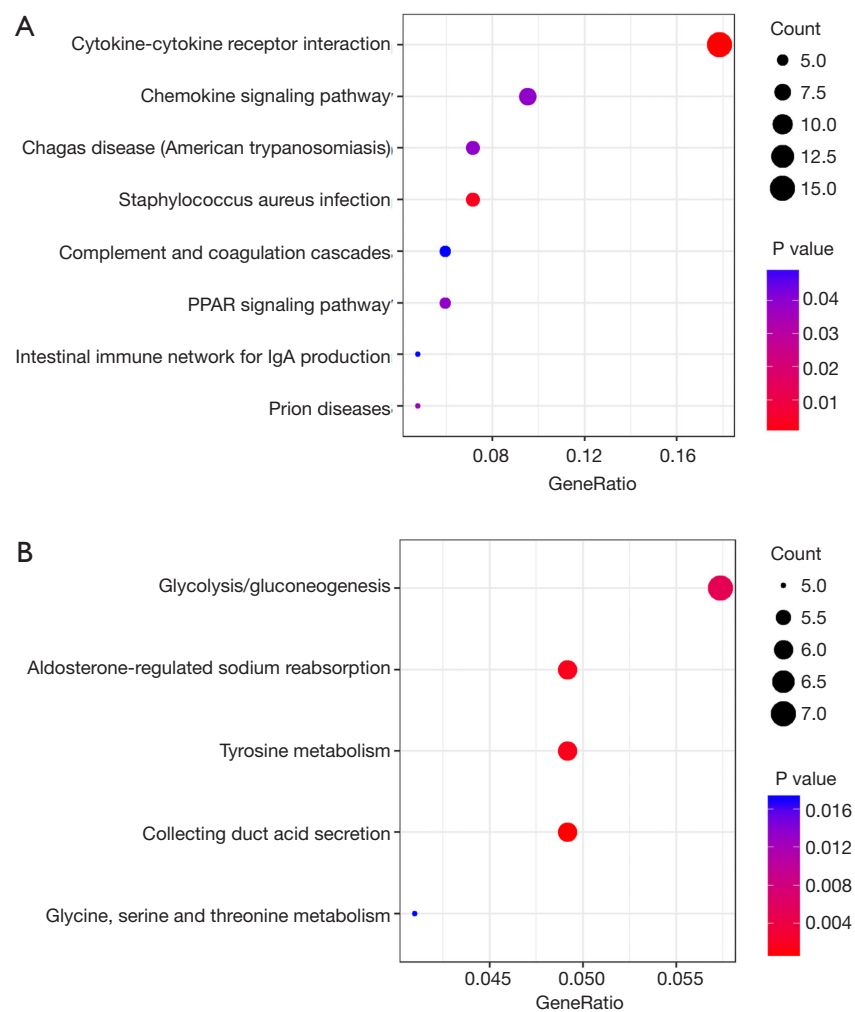 A
Cytokine-cytokine receptor interaction
Chemokine signaling pathway
Chagas disease (American trypanosomiasis)
Staphylococcus aureus infection
Complement and coagulation cascades
PPAR signaling pathway
Intestinal immune network for IgA production
Prion diseases
0.08 0.12 0.16
GeneRatio
Count
5.0
7.5
10.0
12.5
15.0
P value
0.04
0.03
0.02
0.01
B
Glycolysis/gluconeogenesis
Aldosterone-regulated sodium reabsorption
Tyrosine metabolism
Collecting duct acid secretion
Glycine, serine and threonine metabolism
0.045 0.050 0.055
GeneRatio
Count
5.0
5.5
6.0
6.5
7.0
P value
0.016
0.012
0.008
0.004